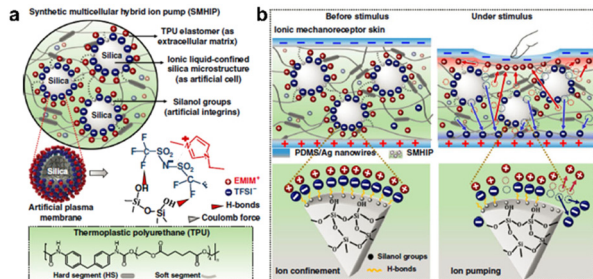 a
Synthetic multicellular hybrid ion pump (SMHIP)
TPU elastomer (as
extracellular matrix)
Ionic liquid-confined
silica microstructure
(as artificial cell)
Silanol groups
(artificial integrins)
Silica
Silica
Silica
Silica
Artificial plasma
membrane
EMIM+
TFSI−
H-bonds
Coulomb force
Thermoplastic polyurethane (TPU)
Hard segment (HS)
Soft segment
b
Before stimulus
Under stimulus
Ionic mechanoreceptor skin
PDMS/Ag nanowires
SMHIP
Silanol groups
H-bonds
Ion confinement
Ion pumping